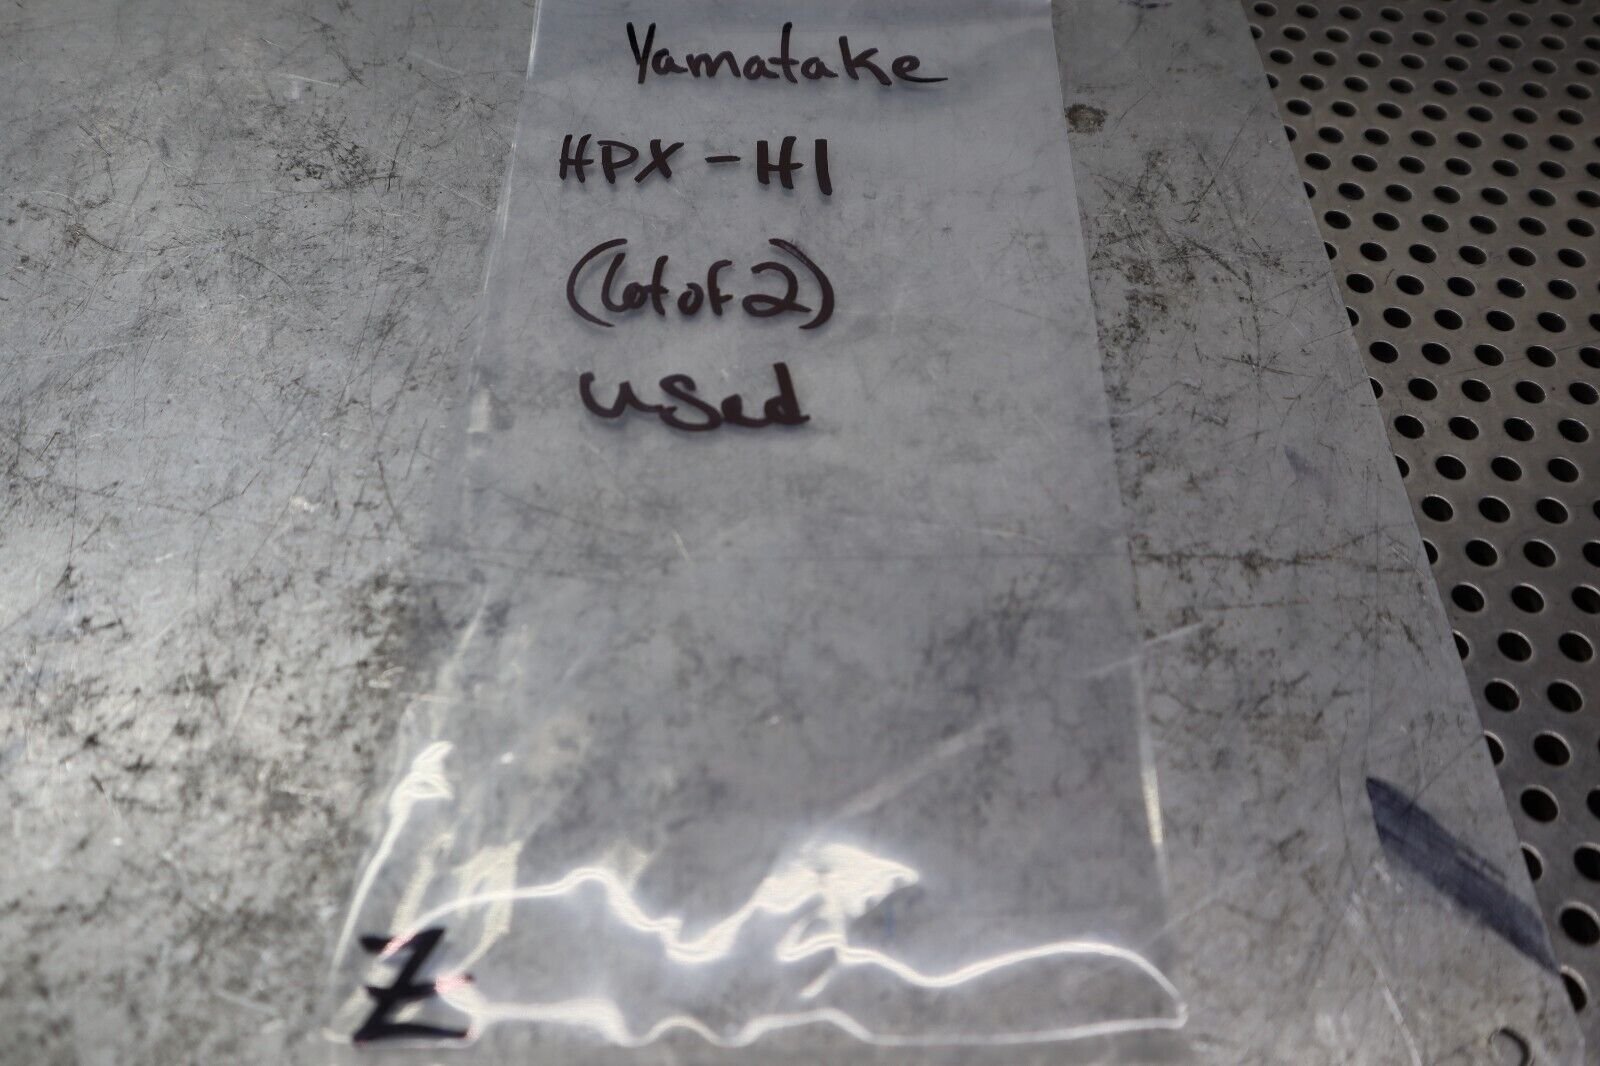 Yamatake
HPX-H1
(Lot of 2)
Used
Z